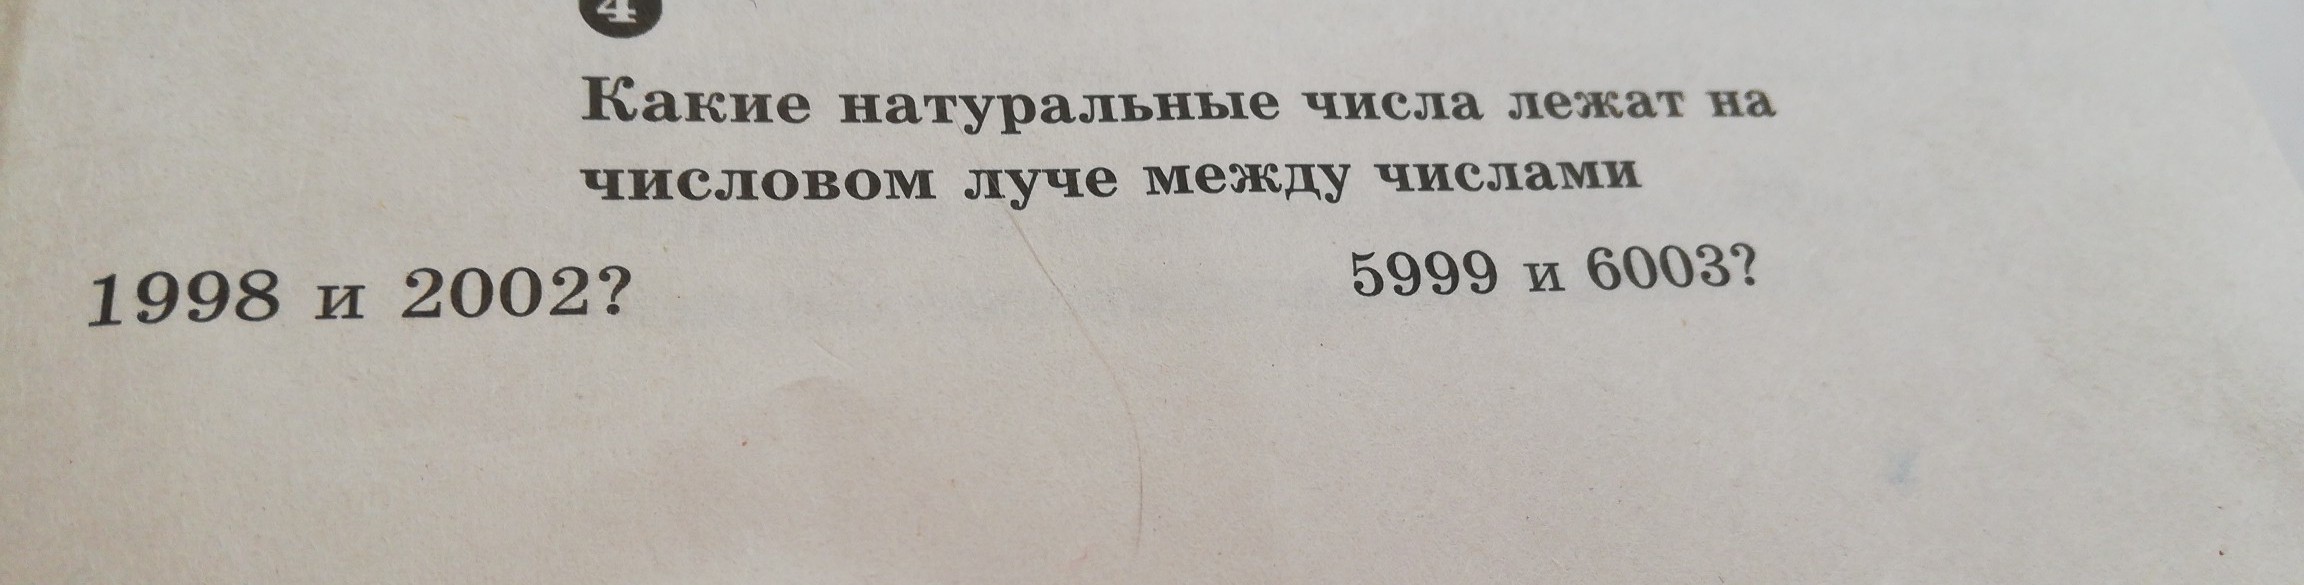 4
Какие натуральные числа лежат на
числовом луче между числами
1998 и 2002? 5999 и 6003?